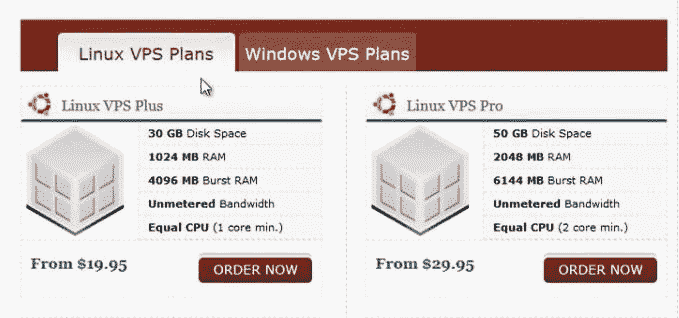 Linux VPS Plans
Windows VPS Plans
Linux VPS Plus
30 GB Disk Space
1024 MB RAM
4096 MB Burst RAM
Unmetered Bandwidth
Equal CPU (1 core min.)
From $19.95
ORDER NOW
Linux VPS Pro
50 GB Disk Space
2048 MB RAM
6144 MB Burst RAM
Unmetered Bandwidth
Equal CPU (2 core min.)
From $29.95
ORDER NOW